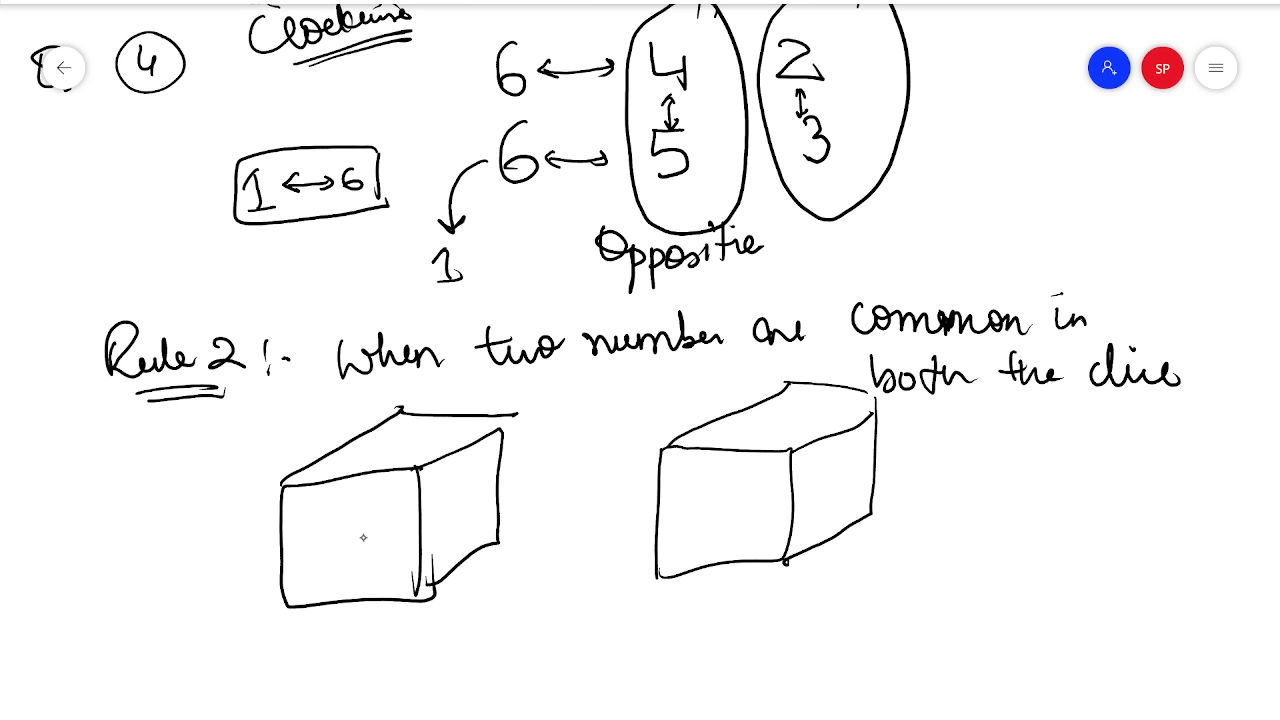 Clockwise
4
6 ↔ 4 2
↕ ↕
6 ↔ 5 3
1 ↔ 6
1
Opposite
Rule 2 :- When two number are common in
both the dice
SP